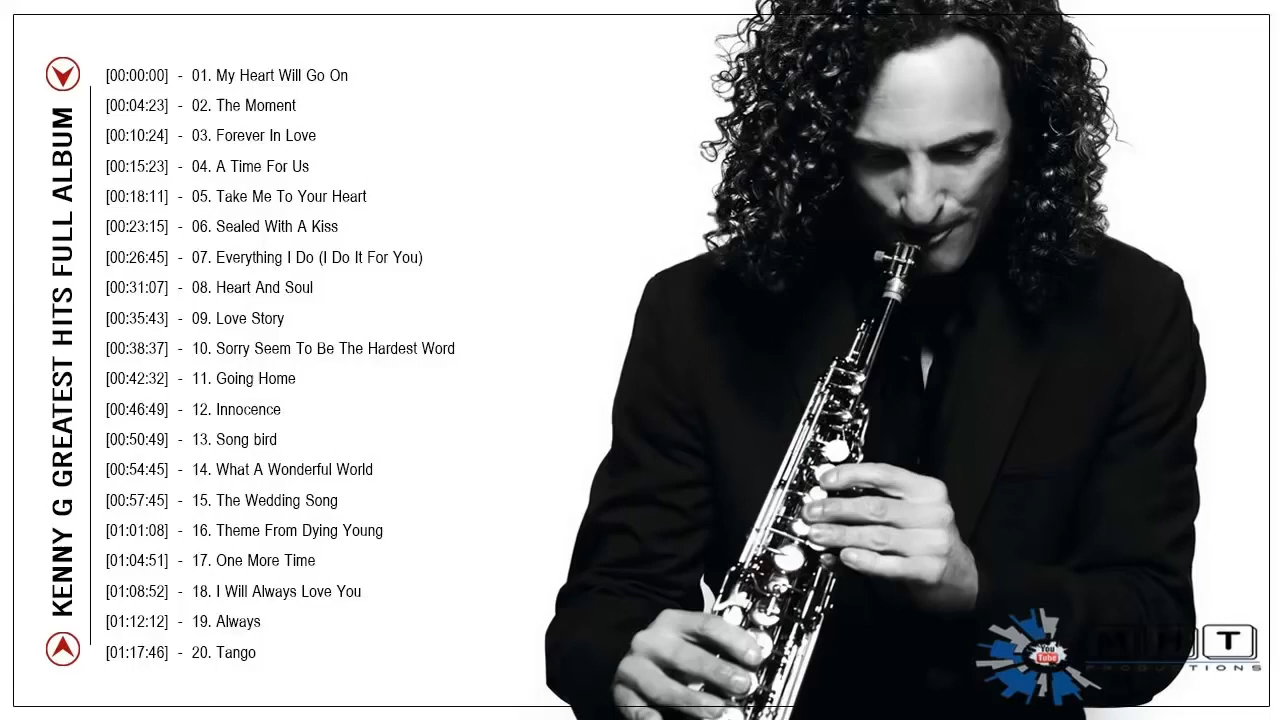 KENNY G GREATEST HITS FULL ALBUM
[00:00:00] - 01. My Heart Will Go On
[00:04:23] - 02. The Moment
[00:10:24] - 03. Forever In Love
[00:15:23] - 04. A Time For Us
[00:18:11] - 05. Take Me To Your Heart
[00:23:15] - 06. Sealed With A Kiss
[00:26:45] - 07. Everything I Do (I Do It For You)
[00:31:07] - 08. Heart And Soul
[00:35:43] - 09. Love Story
[00:38:37] - 10. Sorry Seem To Be The Hardest Word
[00:42:32] - 11. Going Home
[00:46:49] - 12. Innocence
[00:50:49] - 13. Song bird
[00:54:45] - 14. What A Wonderful World
[00:57:45] - 15. The Wedding Song
[01:01:08] - 16. Theme From Dying Young
[01:04:51] - 17. One More Time
[01:08:52] - 18. I Will Always Love You
[01:12:12] - 19. Always
[01:17:46] - 20. Tango
You
Tube
MHT
PRODUCTIONS